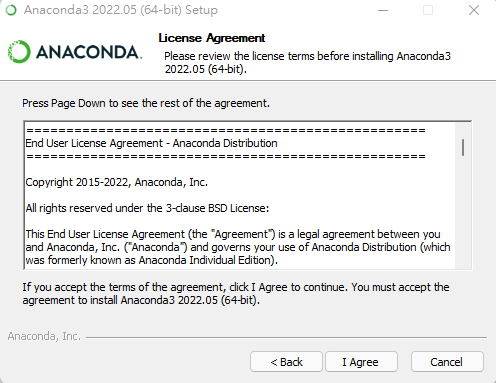 Anaconda3 2022.05 (64-bit) Setup
License Agreement
Please review the license terms before installing Anaconda3
2022.05 (64-bit).
ANACONDA.
Press Page Down to see the rest of the agreement.
====================================================
End User License Agreement - Anaconda Distribution
====================================================
Copyright 2015-2022, Anaconda, Inc.
All rights reserved under the 3-clause BSD License:
This End User License Agreement (the "Agreement") is a legal agreement between you
and Anaconda, Inc. ("Anaconda") and governs your use of Anaconda Distribution (which
was formerly known as Anaconda Individual Edition).
If you accept the terms of the agreement, click I Agree to continue. You must accept the
agreement to install Anaconda3 2022.05 (64-bit).
Anaconda, Inc.
< Back
I Agree
Cancel